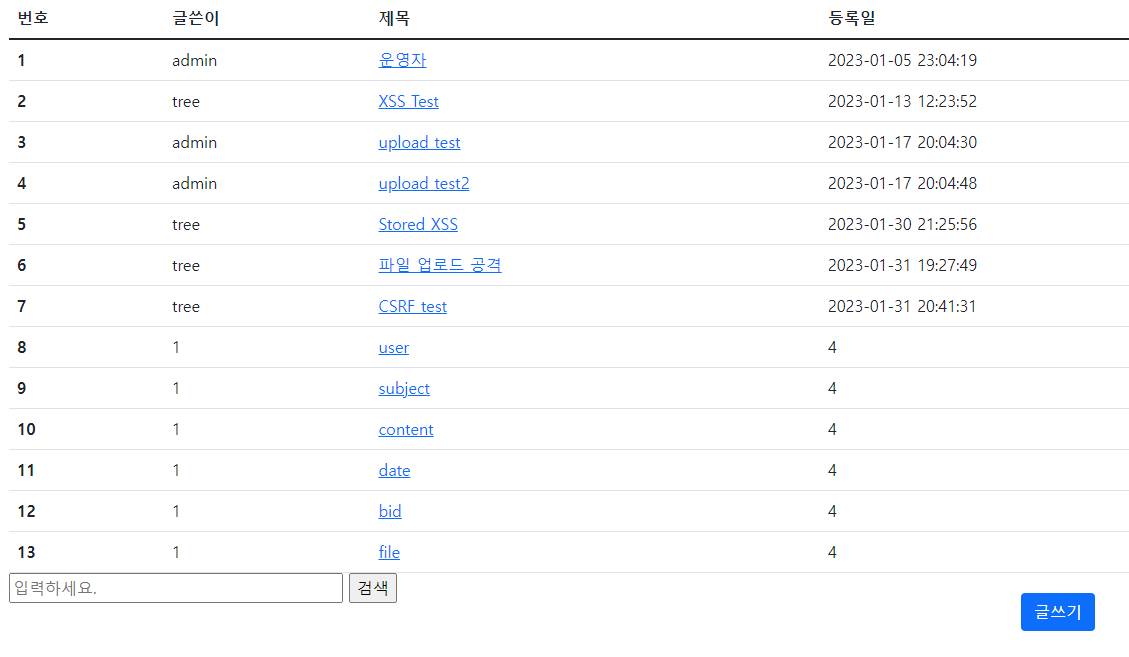 번호 글쓴이 제목 등록일
1 admin 운영자 2023-01-05 23:04:19
2 tree XSS Test 2023-01-13 12:23:52
3 admin upload test 2023-01-17 20:04:30
4 admin upload test2 2023-01-17 20:04:48
5 tree Stored XSS 2023-01-30 21:25:56
6 tree 파일 업로드 공격 2023-01-31 19:27:49
7 tree CSRF test 2023-01-31 20:41:31
8 1 user 4
9 1 subject 4
10 1 content 4
11 1 date 4
12 1 bid 4
13 1 file 4
입력하세요. 검색
글쓰기